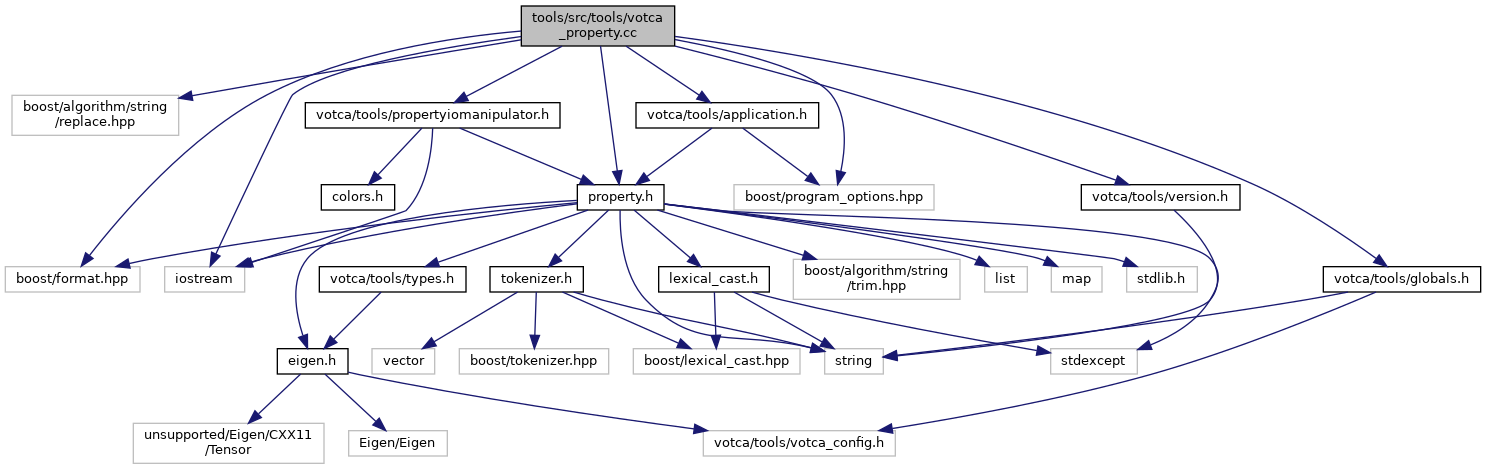 tools/src/tools/votca
_property.cc
boost/algorithm/string
/replace.hpp
votca/tools/propertyiomanipulator.h
votca/tools/application.h
colors.h
property.h
boost/program_options.hpp
votca/tools/version.h
boost/format.hpp
iostream
votca/tools/types.h
tokenizer.h
lexical_cast.h
boost/algorithm/string
/trim.hpp
list
map
stdlib.h
votca/tools/globals.h
eigen.h
vector
boost/tokenizer.hpp
boost/lexical_cast.hpp
string
stdexcept
unsupported/Eigen/CXX11
/Tensor
Eigen/Eigen
votca/tools/votca_config.h